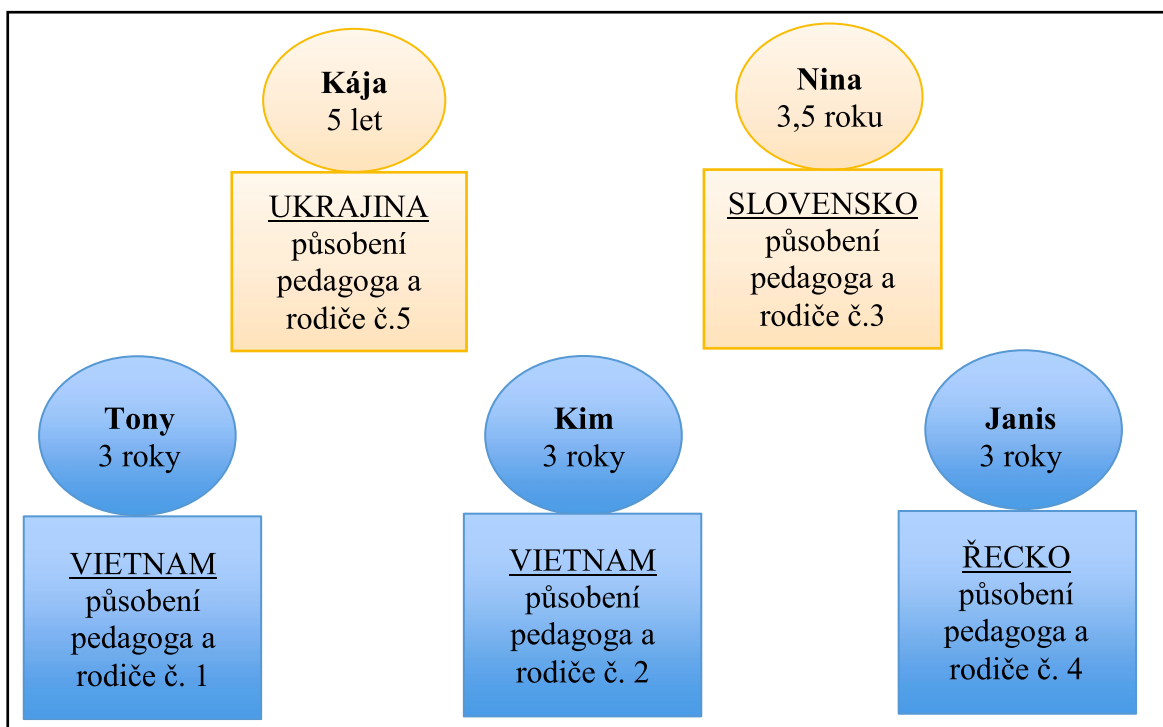 Kája
5 let
UKRAJINA
působení
pedagoga a
rodiče č.5
Nina
3,5 roku
SLOVENSKO
působení
pedagoga a
rodiče č.3
Tony
3 roky
VIETNAM
působení
pedagoga a
rodiče č. 1
Kim
3 roky
VIETNAM
působení
pedagoga a
rodiče č. 2
Janis
3 roky
ŘECKO
působení
pedagoga a
rodiče č. 4